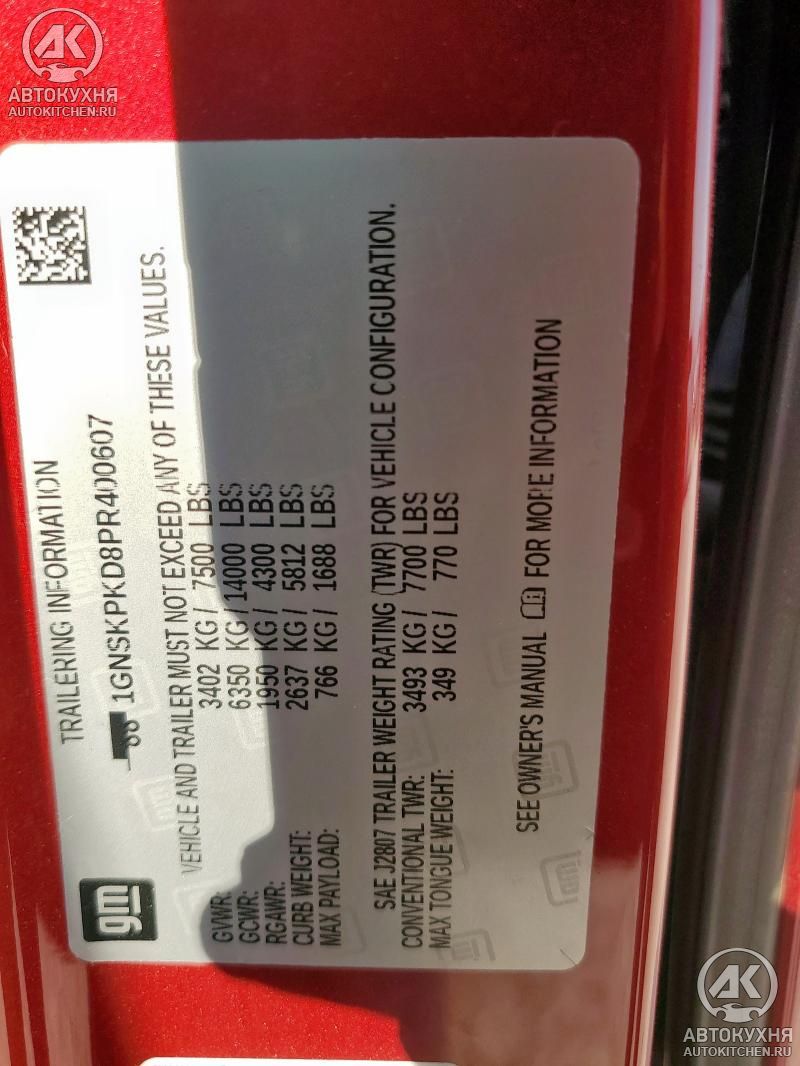 AK
АВТОКУХНЯ
AUTOKITCHEN.RU
gm
TRAILERING INFORMATION
1GNSKPKD8PR400607
VEHICLE AND TRAILER MUST NOT EXCEED ANY OF THESE VALUES.
GVWR: 3402 KG / 7500 LBS
GCWR: 6350 KG / 14000 LBS
RGAWR: 1950 KG / 4300 LBS
CURB WEIGHT: 2637 KG / 5812 LBS
MAX PAYLOAD: 766 KG / 1688 LBS
SAE J2807 TRAILER WEIGHT RATING (TWR) FOR VEHICLE CONFIGURATION.
CONVENTIONAL TWR: 3493 KG / 7700 LBS
MAX TONGUE WEIGHT: 349 KG / 770 LBS
SEE OWNER'S MANUAL FOR MORE INFORMATION
AK
АВТОКУХНЯ
AUTOKITCHEN.RU